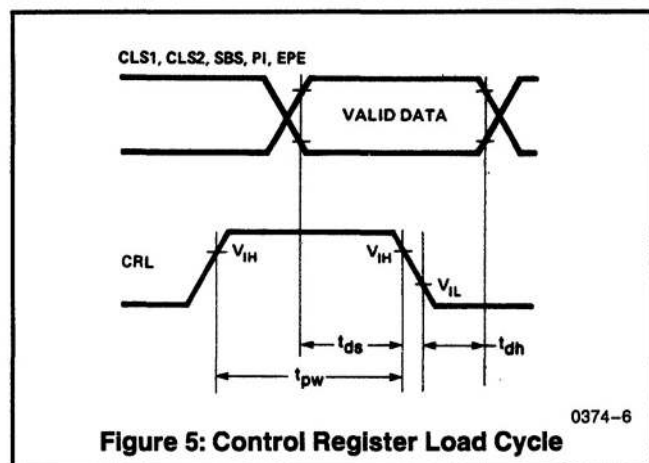 CLS1, CLS2, SBS, PI, EPE
VALID DATA
CRL
VIH
VIH
VIL
tds
tdh
tpw
0374–6
Figure 5: Control Register Load Cycle